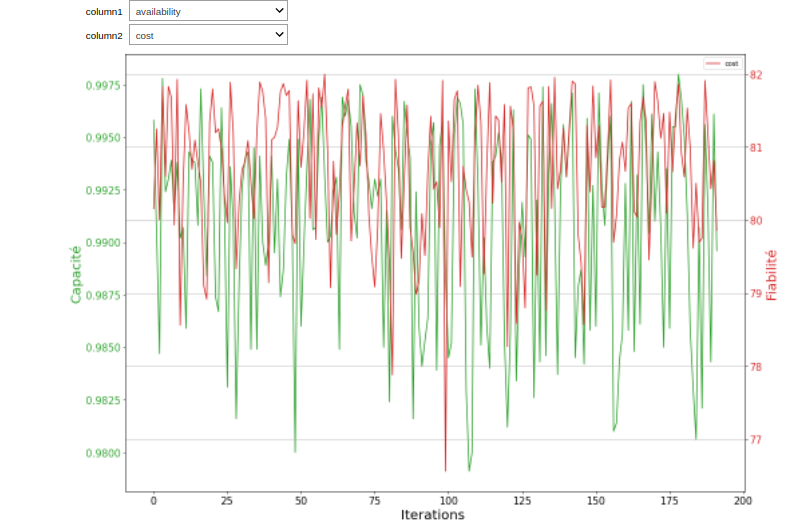 column1 availability
column2 cost
cost
0.9975
0.9950
0.9925
0.9900
0.9875
0.9850
0.9825
0.9800
Capacité
82
81
80
79
78
77
Fiabilité
0 25 50 75 100 125 150 175 200
Iterations